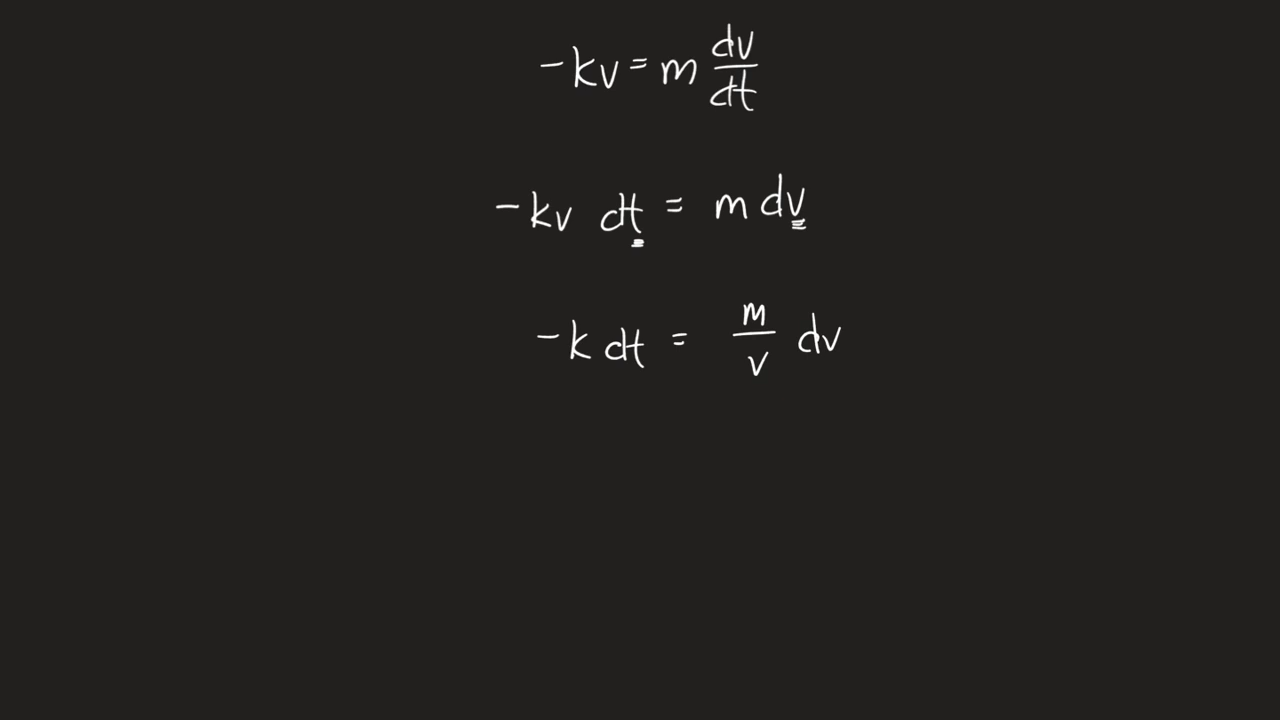 -kv = m dv/dt
-kv dt = m dv
-k dt = m/v dv